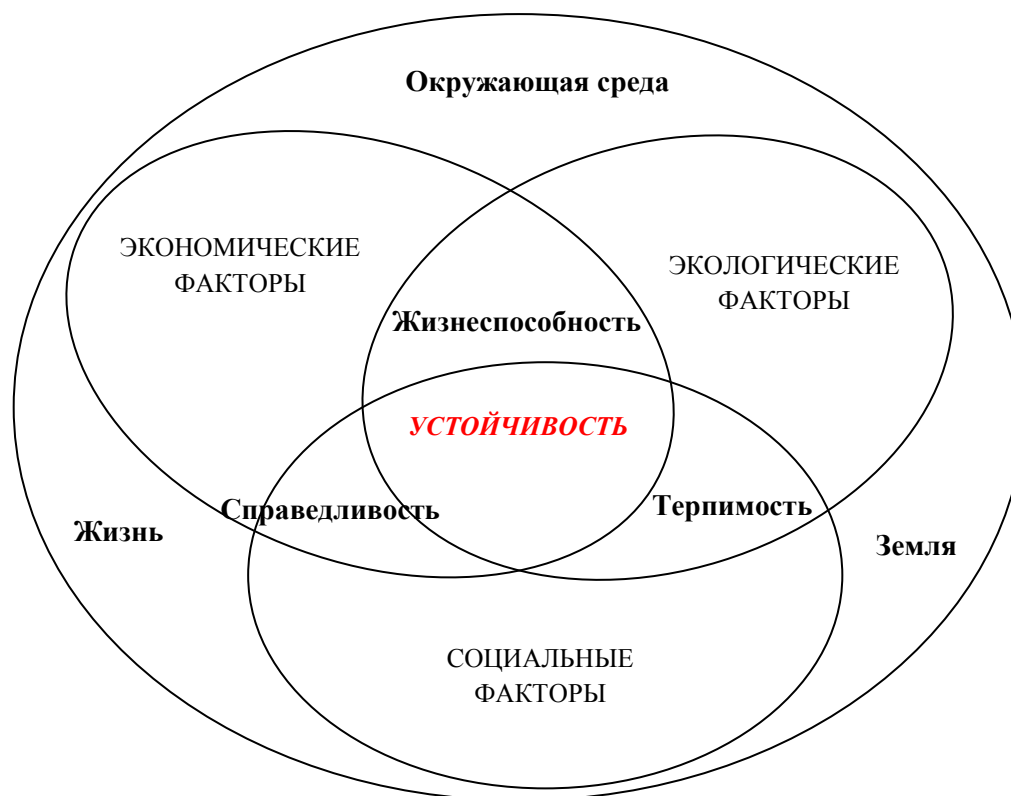 Окружающая среда
ЭКОНОМИЧЕСКИЕ
ФАКТОРЫ
ЭКОЛОГИЧЕСКИЕ
ФАКТОРЫ
Жизнеспособность
УСТОЙЧИВОСТЬ
Справедливость
Терпимость
Жизнь
Земля
СОЦИАЛЬНЫЕ
ФАКТОРЫ